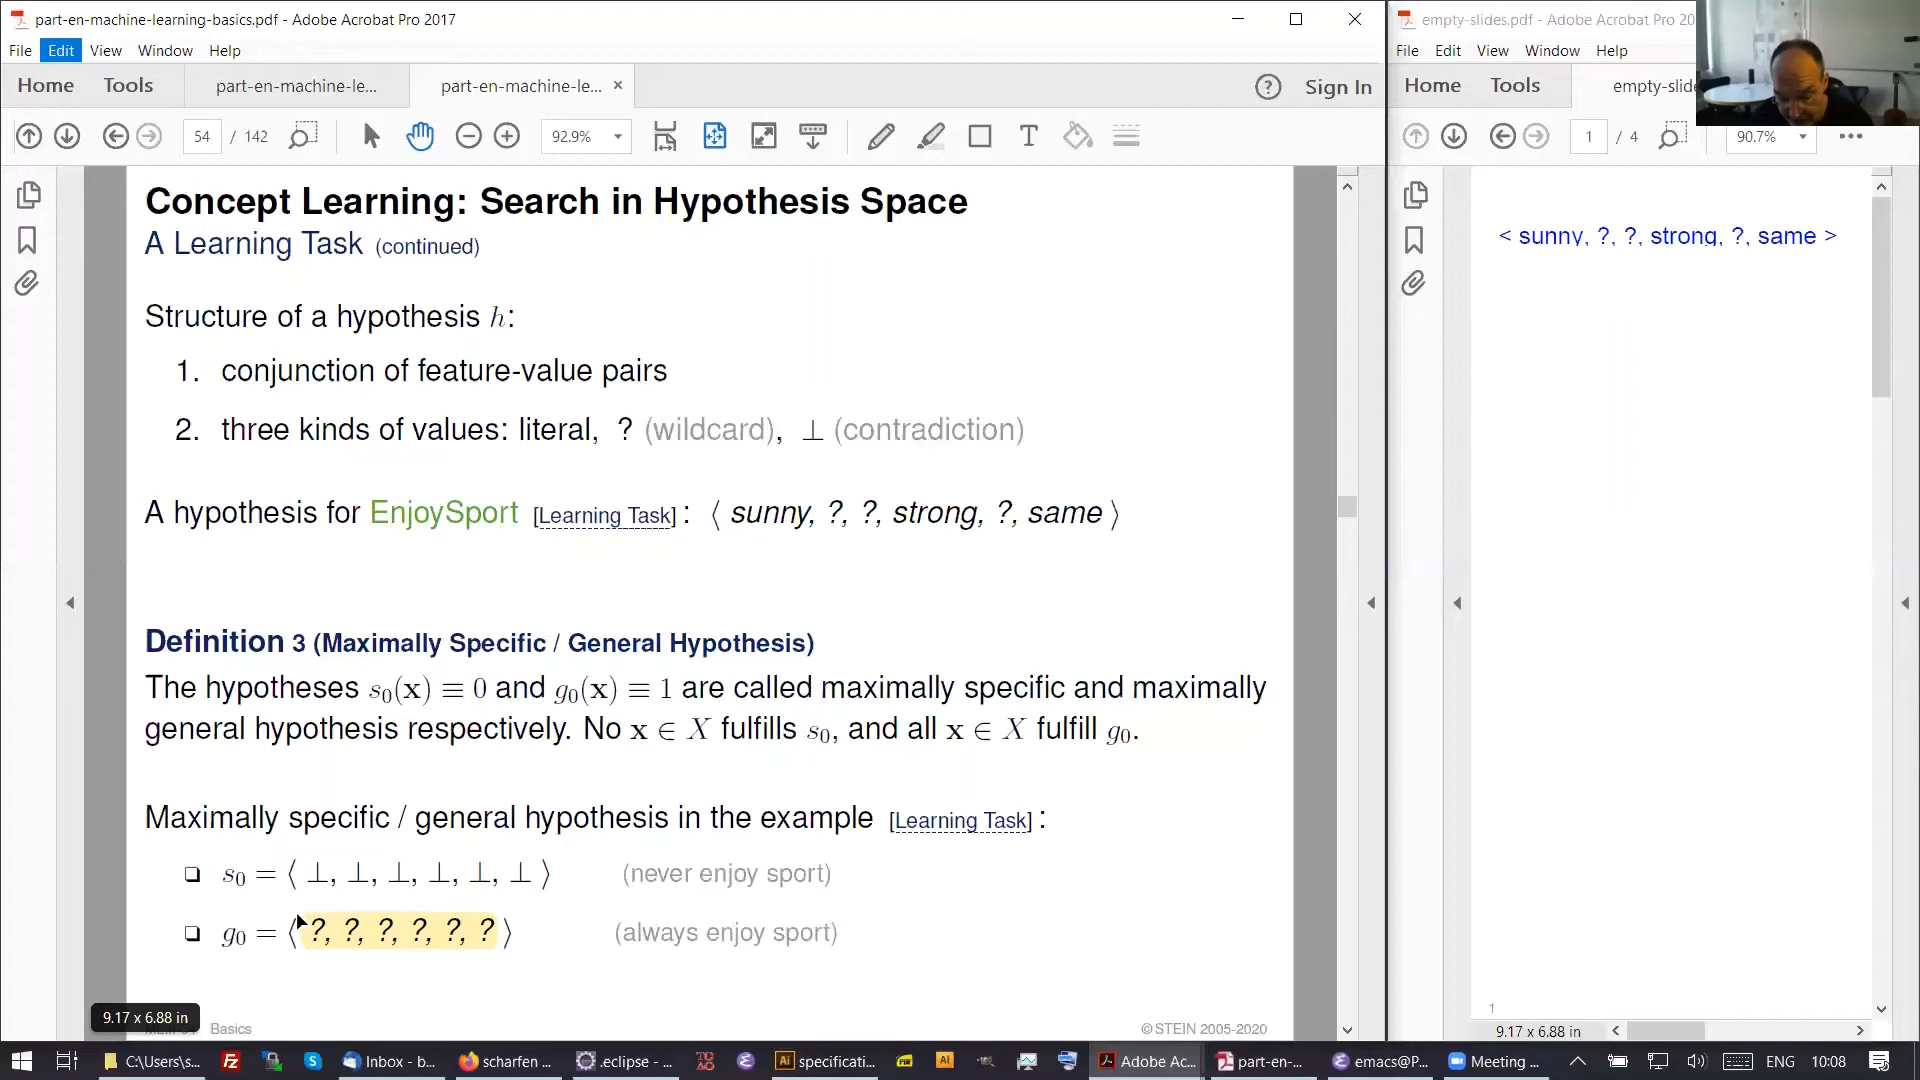 part-en-machine-learning-basics.pdf - Adobe Acrobat Pro 2017
File Edit View Window Help
Home Tools part-en-machine-le... part-en-machine-le... × ? Sign In
54 / 142 92.9%
Concept Learning: Search in Hypothesis Space
A Learning Task (continued)
Structure of a hypothesis h:
1. conjunction of feature-value pairs
2. three kinds of values: literal, ? (wildcard), ⊥ (contradiction)
A hypothesis for EnjoySport [Learning Task] : ⟨ sunny, ?, ?, strong, ?, same ⟩
Definition 3 (Maximally Specific / General Hypothesis)
The hypotheses s₀(x) ≡ 0 and g₀(x) ≡ 1 are called maximally specific and maximally
general hypothesis respectively. No x ∈ X fulfills s₀, and all x ∈ X fulfill g₀.
Maximally specific / general hypothesis in the example [Learning Task] :
❑ s₀ = ⟨ ⊥, ⊥, ⊥, ⊥, ⊥, ⊥ ⟩ (never enjoy sport)
❑ g₀ = ⟨ ?, ?, ?, ?, ?, ? ⟩ (always enjoy sport)
9.17 x 6.88 in
Basics ©STEIN 2005-2020
empty-slides.pdf - Adobe Acrobat Pro 20
File Edit View Window Help
Home Tools empty-slide
1 / 4 90.7%
< sunny, ?, ?, strong, ?, same >
1
9.17 x 6.88 in
C:\Users\s... Inbox - b... scharfen ... .eclipse - ... specificati... Adobe Ac... part-en-... emacs@P... Meeting ... ENG 10:08